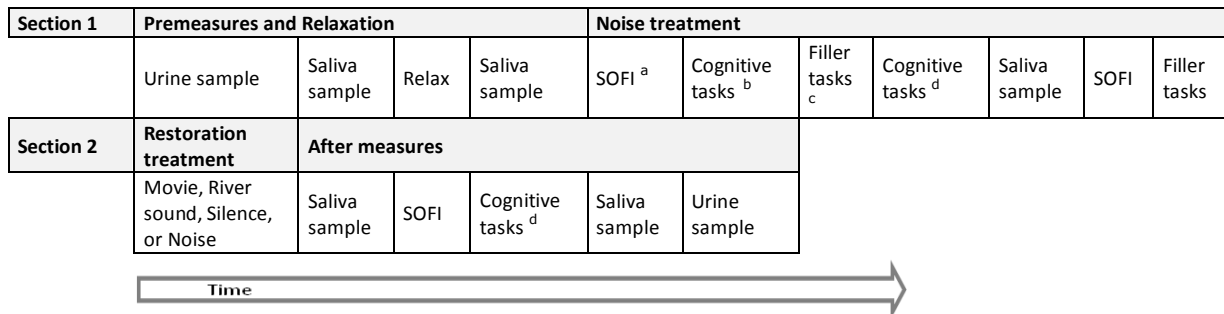 Section 1 Premeasures and Relaxation Noise treatment
Urine sample Saliva sample Relax Saliva sample SOFI a Cognitive tasks b Filler tasks c Cognitive tasks d Saliva sample SOFI Filler tasks
Section 2 Restoration treatment After measures
Movie, River sound, Silence, or Noise Saliva sample SOFI Cognitive tasks d Saliva sample Urine sample
Time